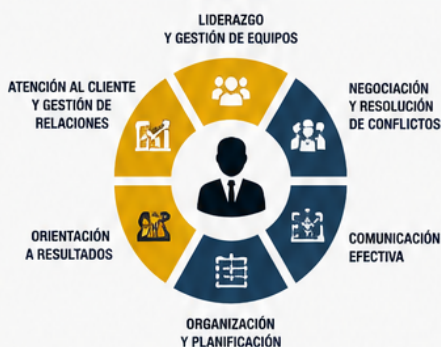 LIDERAZGO
Y GESTIÓN DE EQUIPOS
ATENCIÓN AL CLIENTE
Y GESTIÓN DE
RELACIONES
NEGOCIACIÓN
Y RESOLUCIÓN
DE CONFLICTOS
ORIENTACIÓN
A RESULTADOS
COMUNICACIÓN
EFECTIVA
ORGANIZACIÓN
Y PLANIFICACIÓN